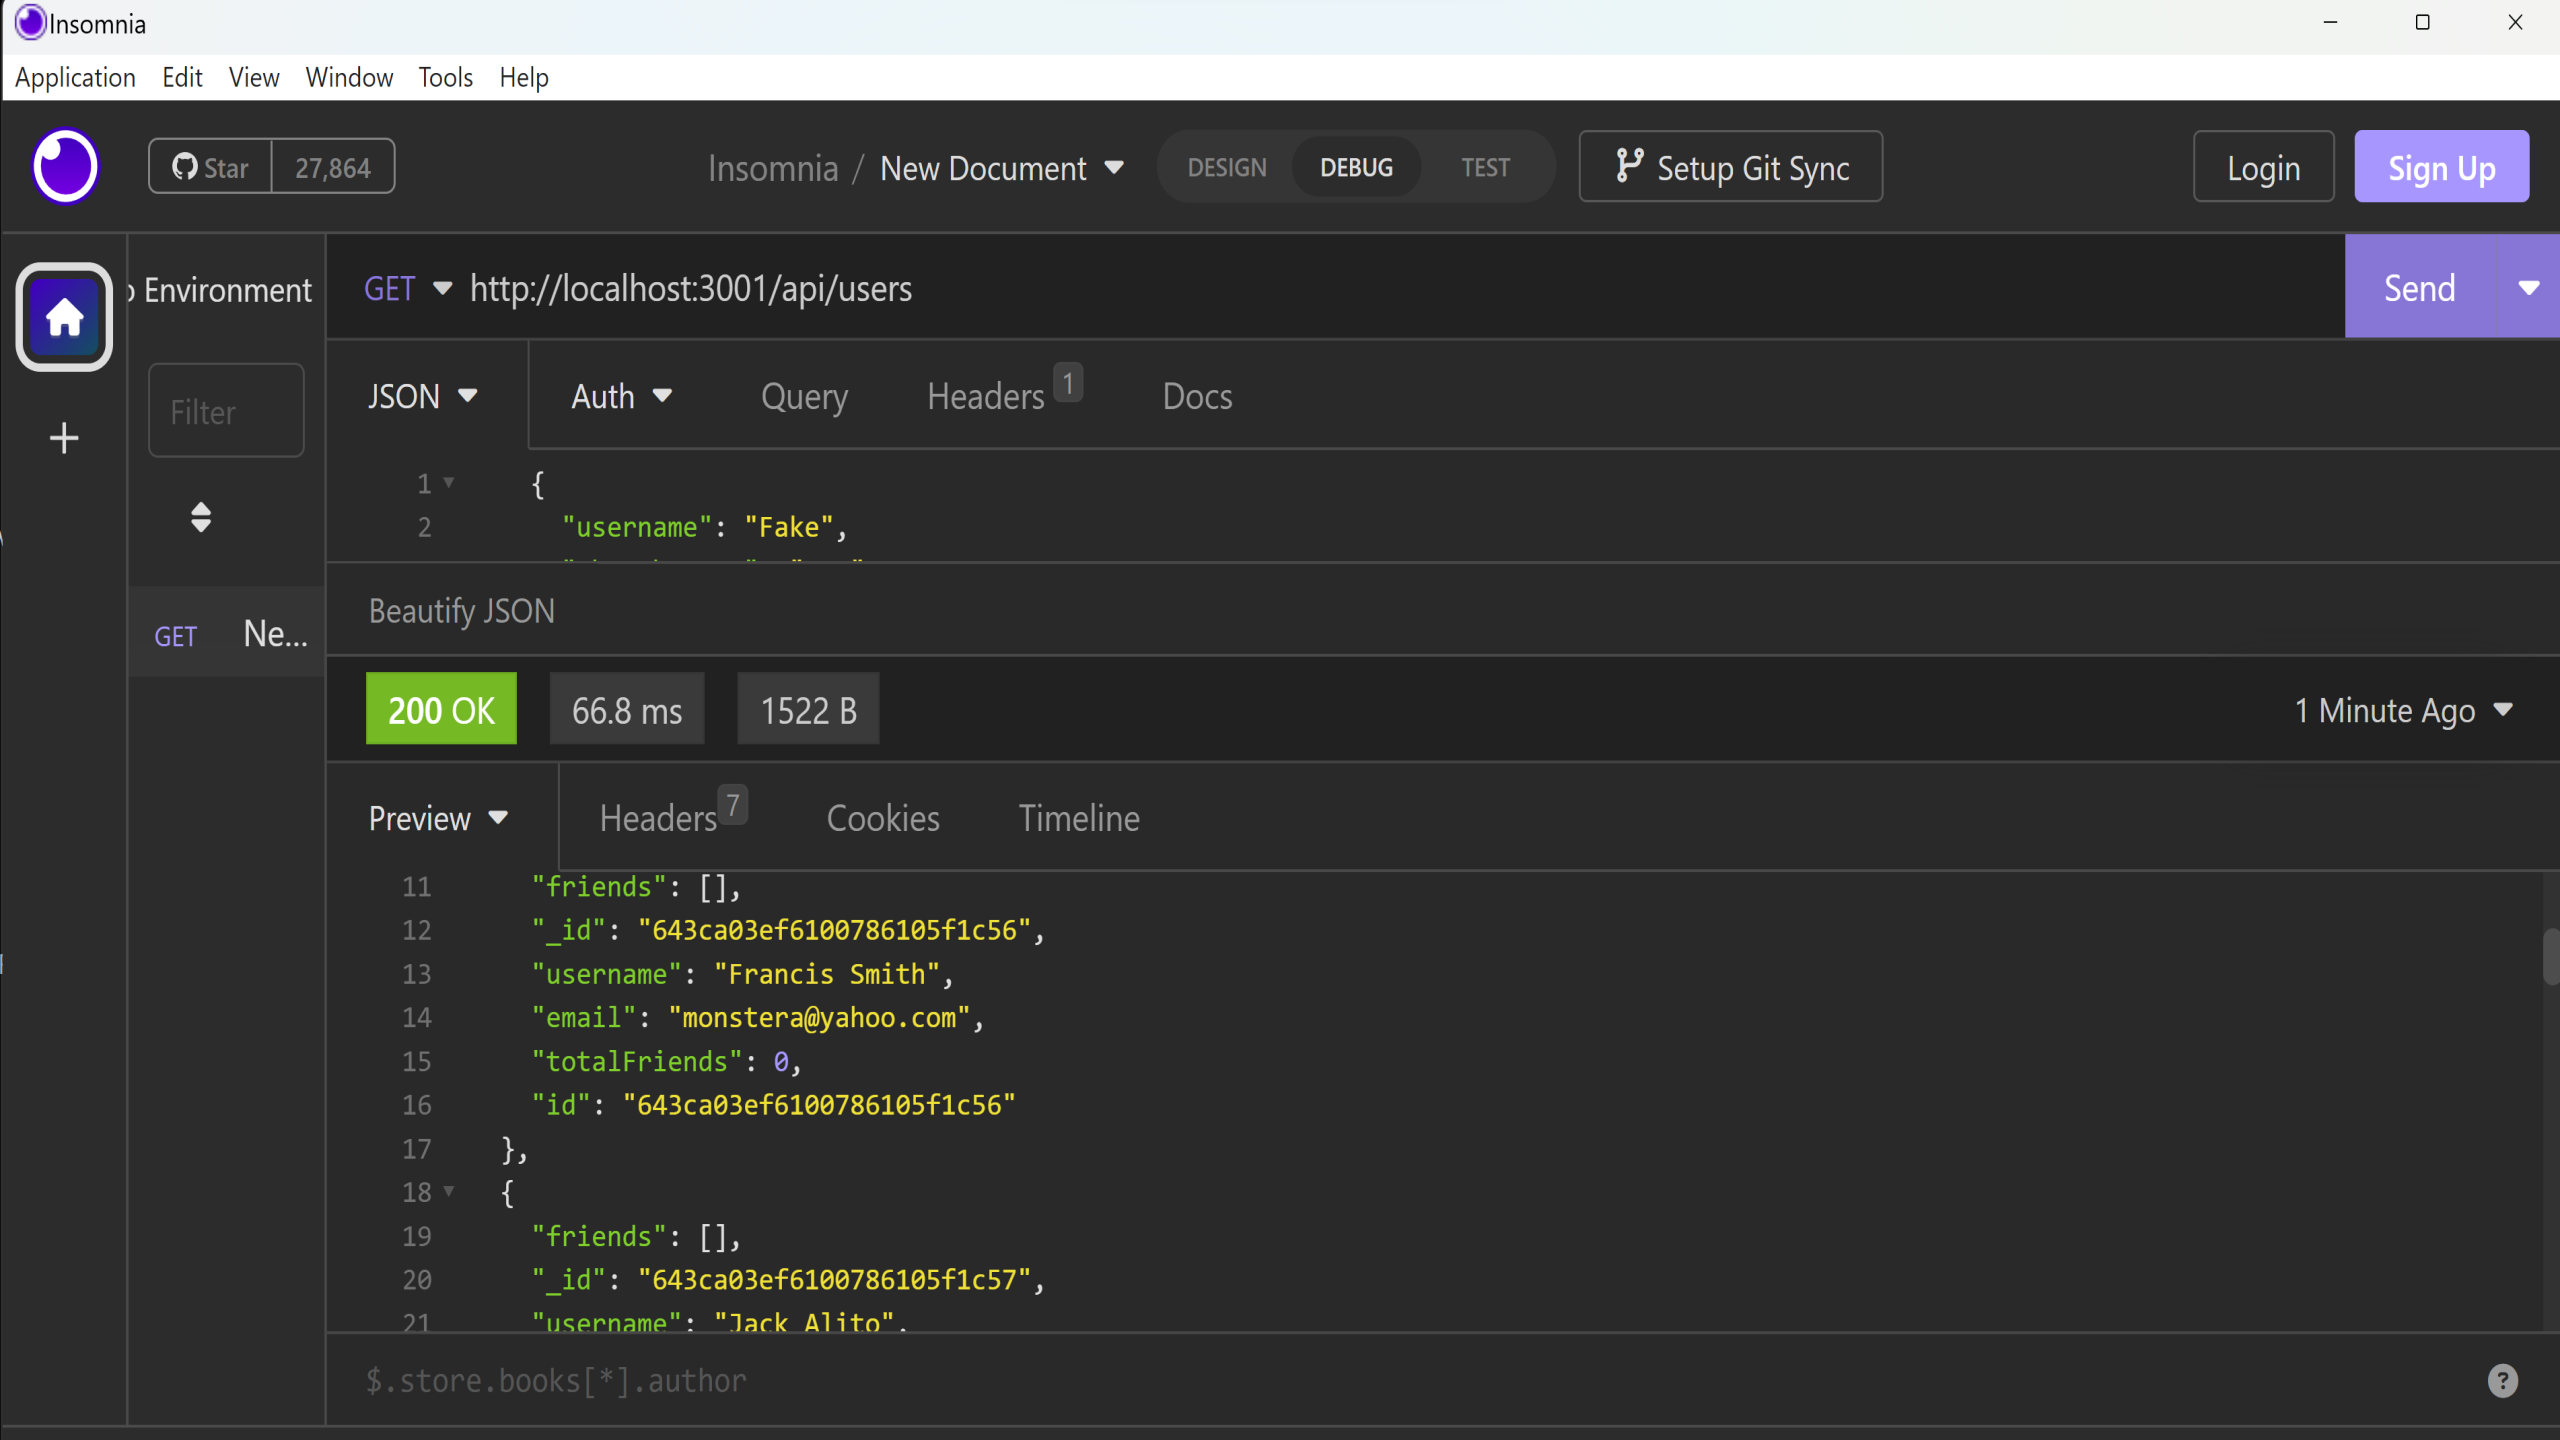 Insomnia
Application Edit View Window Tools Help
Star 27,864 Insomnia / New Document DESIGN DEBUG TEST Setup Git Sync Login Sign Up
Environment
GET http://localhost:3001/api/users Send
JSON Auth Query Headers 1 Docs
Filter
1 {
2 "username": "Fake",
Beautify JSON
GET Ne...
200 OK 66.8 ms 1522 B 1 Minute Ago
Preview Headers 7 Cookies Timeline
11 "friends": [],
12 "_id": "643ca03ef6100786105f1c56",
13 "username": "Francis Smith",
14 "email": "monstera@yahoo.com",
15 "totalFriends": 0,
16 "id": "643ca03ef6100786105f1c56"
17 },
18 {
19 "friends": [],
20 "_id": "643ca03ef6100786105f1c57",
21 "username": "Jack Alito",
$.store.books[*].author
?